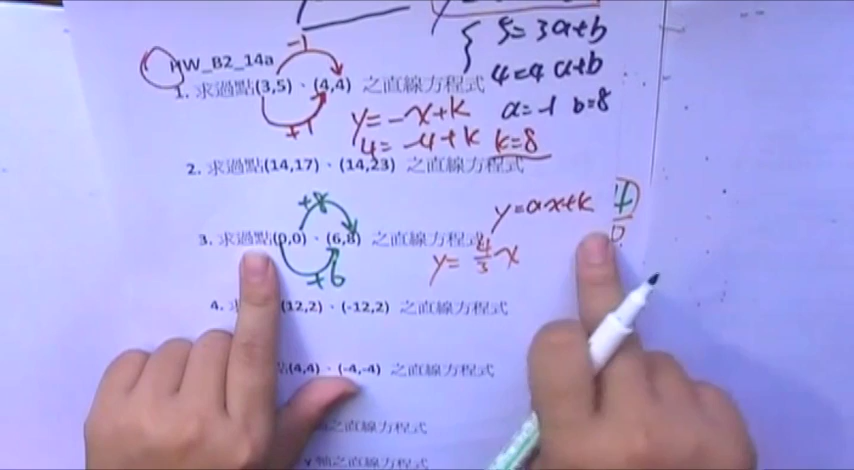 5=3a+b
HW_B2_14a
-1
4=4a+b
1. 求過點(3,5)、(4,4) 之直線方程式
a=-1 b=8
+1
y=-x+k
4=-4+k k=8
2. 求過點(14,17)、(14,23) 之直線方程式
+8
y=ax+k
3. 求過點(0,0)、(6,8) 之直線方程式
y=4/3 x
+6
4. (12,2)、(-12,2) 之直線方程式
(4,4)、(-4,-4) 之直線方程式
之直線方程式
軸之直線方程式